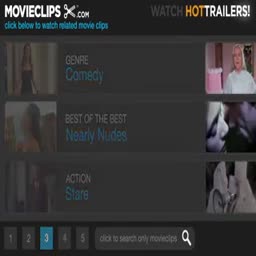 MOVIECLIPS .COM
WATCH HOTTRAILERS!
click below to watch related movie clips
GENRE
Comedy
BEST OF THE BEST
Nearly Nudes
ACTION
Stare
1 2 3 4 5
click to search only movieclips